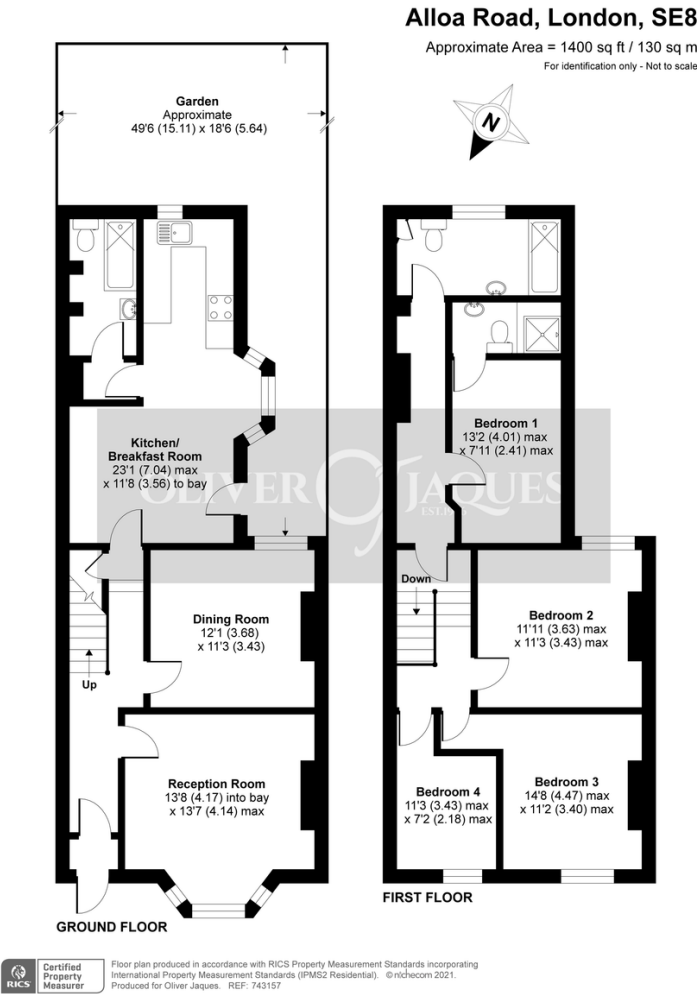 Alloa Road, London, SE8
Approximate Area = 1400 sq ft / 130 sq m
For identification only - Not to scale
Garden
Approximate
49'6 (15.11) x 18'6 (5.64)
N
Kitchen/
Breakfast Room
23'1 (7.04) max
x 11'8 (3.56) to bay
Bedroom 1
13'2 (4.01) max
x 7'11 (2.41) max
OLIVER JAQUES
Down
Up
Dining Room
12'1 (3.68)
x 11'3 (3.43)
Bedroom 2
11'11 (3.63) max
x 11'3 (3.43) max
Reception Room
13'8 (4.17) into bay
x 13'7 (4.14) max
Bedroom 4
11'3 (3.43) max
x 7'2 (2.18) max
Bedroom 3
14'8 (4.47) max
x 11'2 (3.40) max
GROUND FLOOR
FIRST FLOOR
RICS
Certified
Property
Measurer
Floor plan produced in accordance with RICS Property Measurement Standards incorporating
International Property Measurement Standards (IPMS2 Residential). © nichecom 2021.
Produced for Oliver Jaques. REF: 743157